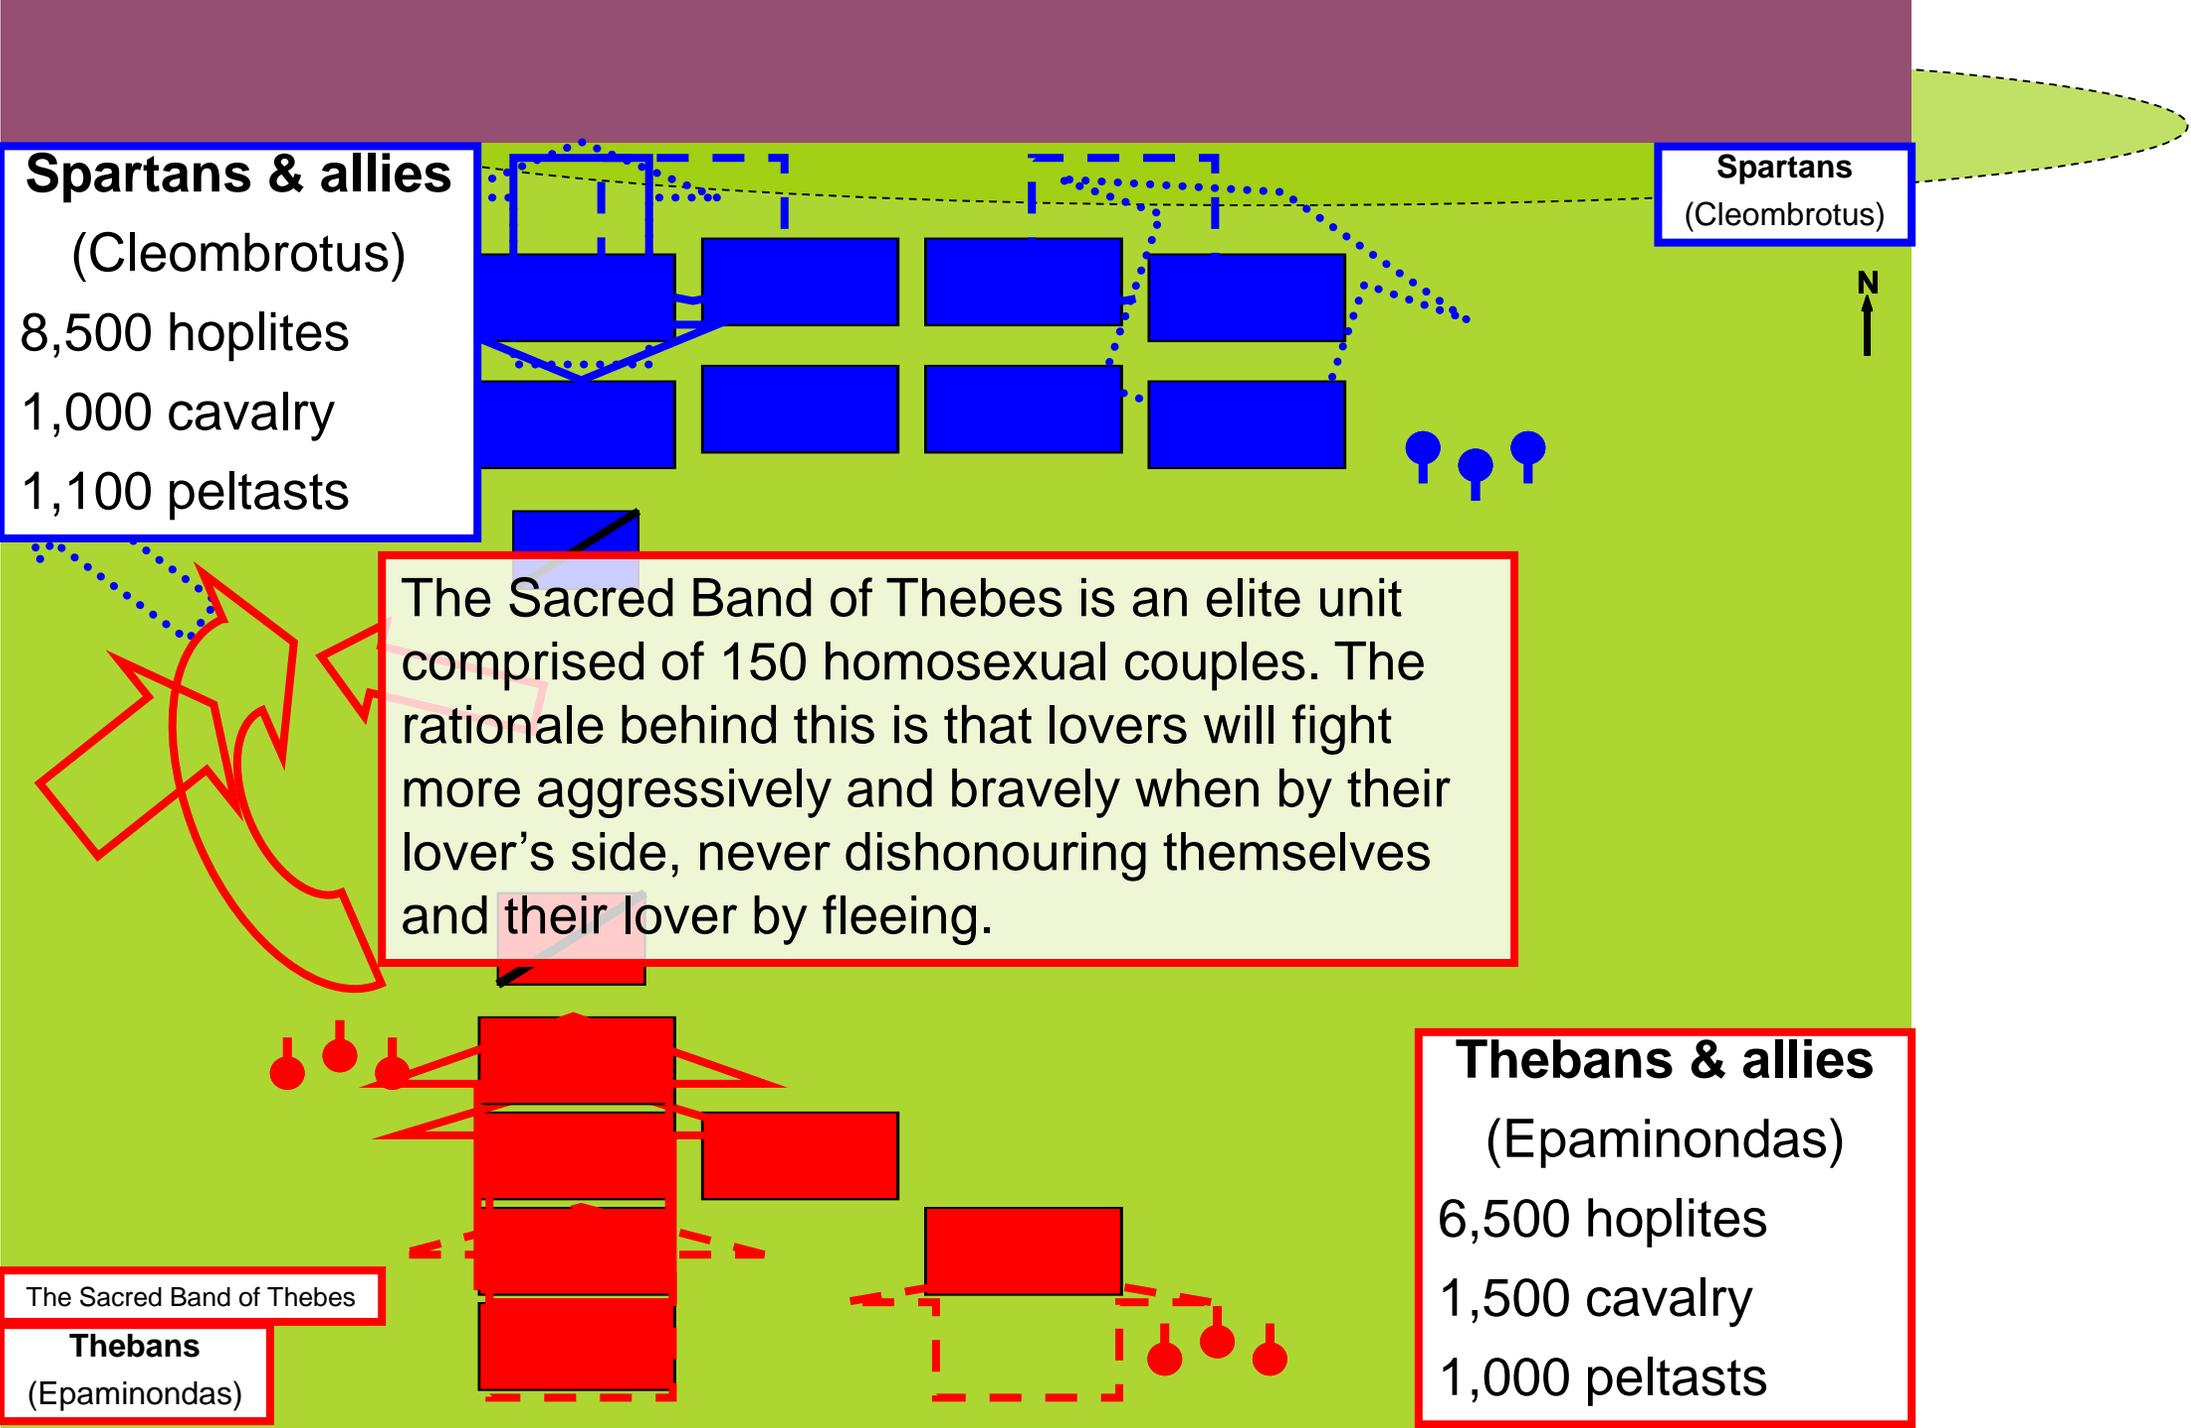 Spartans & allies
(Cleombrotus)
8,500 hoplites
1,000 cavalry
1,100 peltasts
Spartans
(Cleombrotus)
N
The Sacred Band of Thebes is an elite unit
comprised of 150 homosexual couples. The
rationale behind this is that lovers will fight
more aggressively and bravely when by their
lover’s side, never dishonouring themselves
and their lover by fleeing.
Thebans & allies
(Epaminondas)
6,500 hoplites
1,500 cavalry
1,000 peltasts
The Sacred Band of Thebes
Thebans
(Epaminondas)